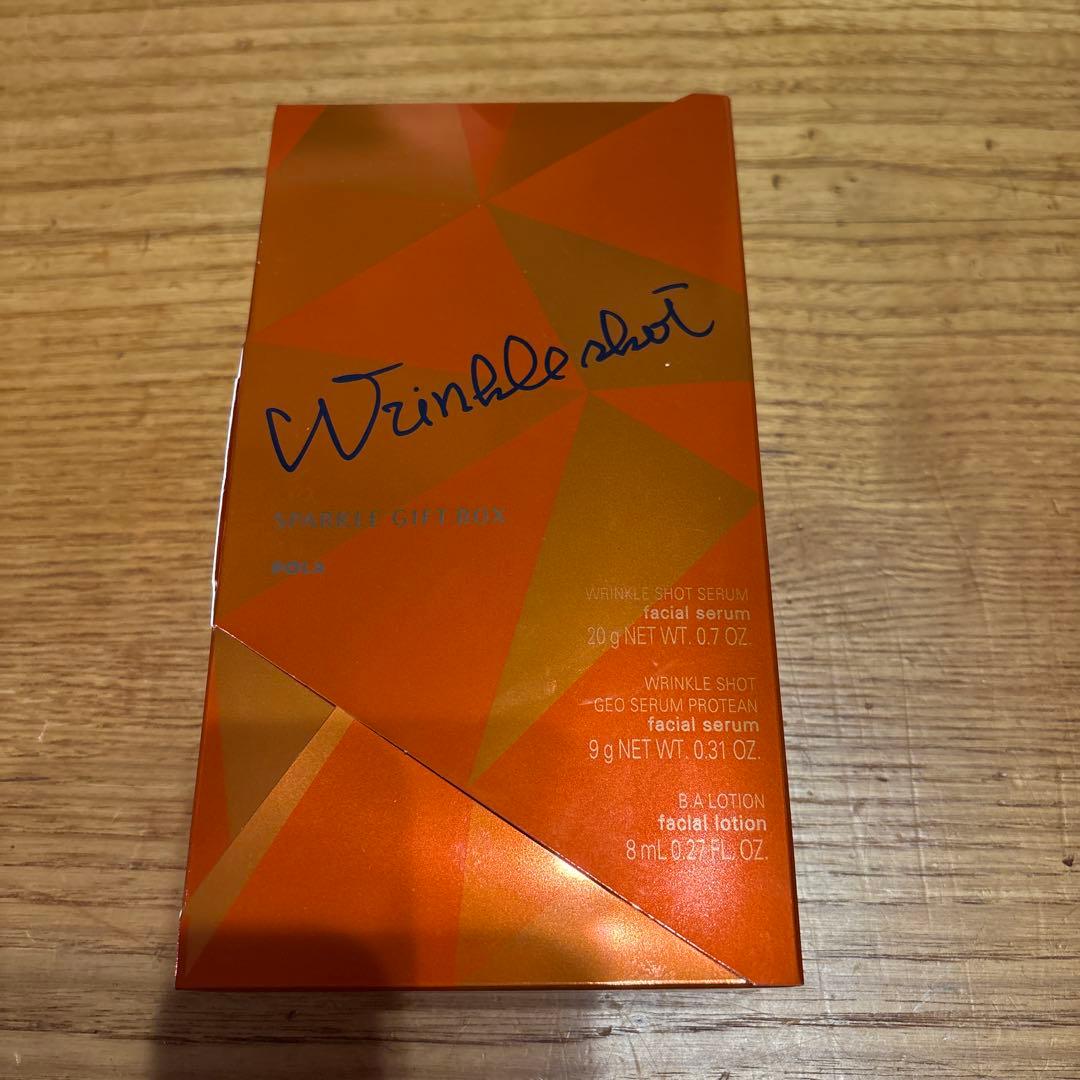 Wrinkle shot
SPARKLE GIFT BOX
POLA
WRINKLE SHOT SERUM
facial serum
20 g NET WT. 0.7 OZ.
WRINKLE SHOT
GEO SERUM PROTEAN
facial serum
9 g NET WT. 0.31 OZ.
B.A LOTION
facial lotion
8 mL 0.27 FL. OZ.